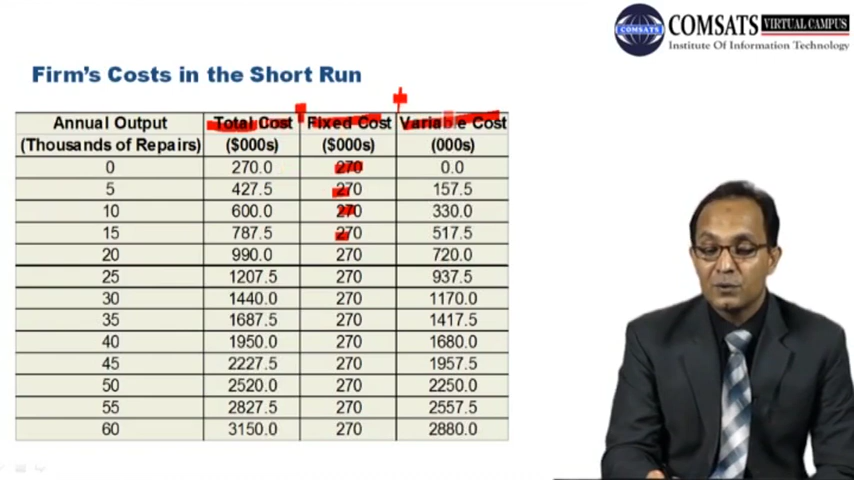 COMSATS VIRTUAL CAMPUS
COMSATS
Institute Of Information Technology
Firm's Costs in the Short Run
Annual Output Total Cost Fixed Cost Variable Cost
(Thousands of Repairs) ($000s) ($000s) (000s)
0 270.0 270 0.0
5 427.5 270 157.5
10 600.0 270 330.0
15 787.5 270 517.5
20 990.0 270 720.0
25 1207.5 270 937.5
30 1440.0 270 1170.0
35 1687.5 270 1417.5
40 1950.0 270 1680.0
45 2227.5 270 1957.5
50 2520.0 270 2250.0
55 2827.5 270 2557.5
60 3150.0 270 2880.0